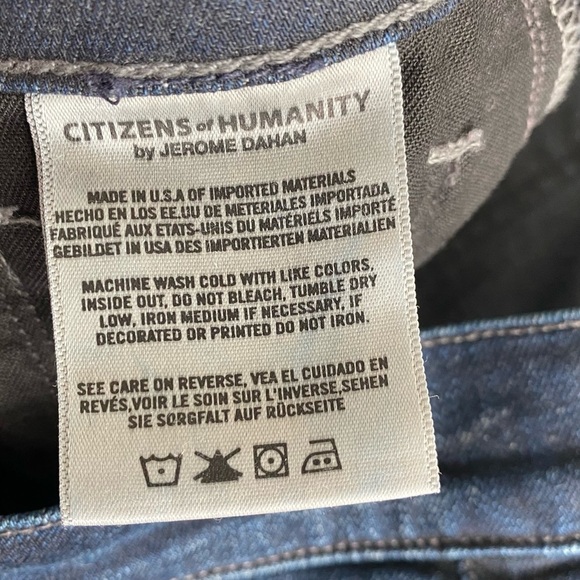 CITIZENS of HUMANITY
by JEROME DAHAN
MADE IN U.S.A OF IMPORTED MATERIALS
HECHO EN LOS EE.UU DE METERIALES IMPORTADA
FABRIQUÉ AUX ETATS-UNIS DU MATÉRIELS IMPORTÉ
GEBILDET IN USA DES IMPORTIERTEN MATERIALIEN
MACHINE WASH COLD WITH LIKE COLORS,
INSIDE OUT, DO NOT BLEACH, TUMBLE DRY
LOW, IRON MEDIUM IF NECESSARY, IF
DECORATED OR PRINTED DO NOT IRON.
SEE CARE ON REVERSE, VEA EL CUIDADO EN
REVÉS,VOIR LE SOIN SUR L'INVERSE,SEHEN
SIE SORGFALT AUF RÜCKSEITE